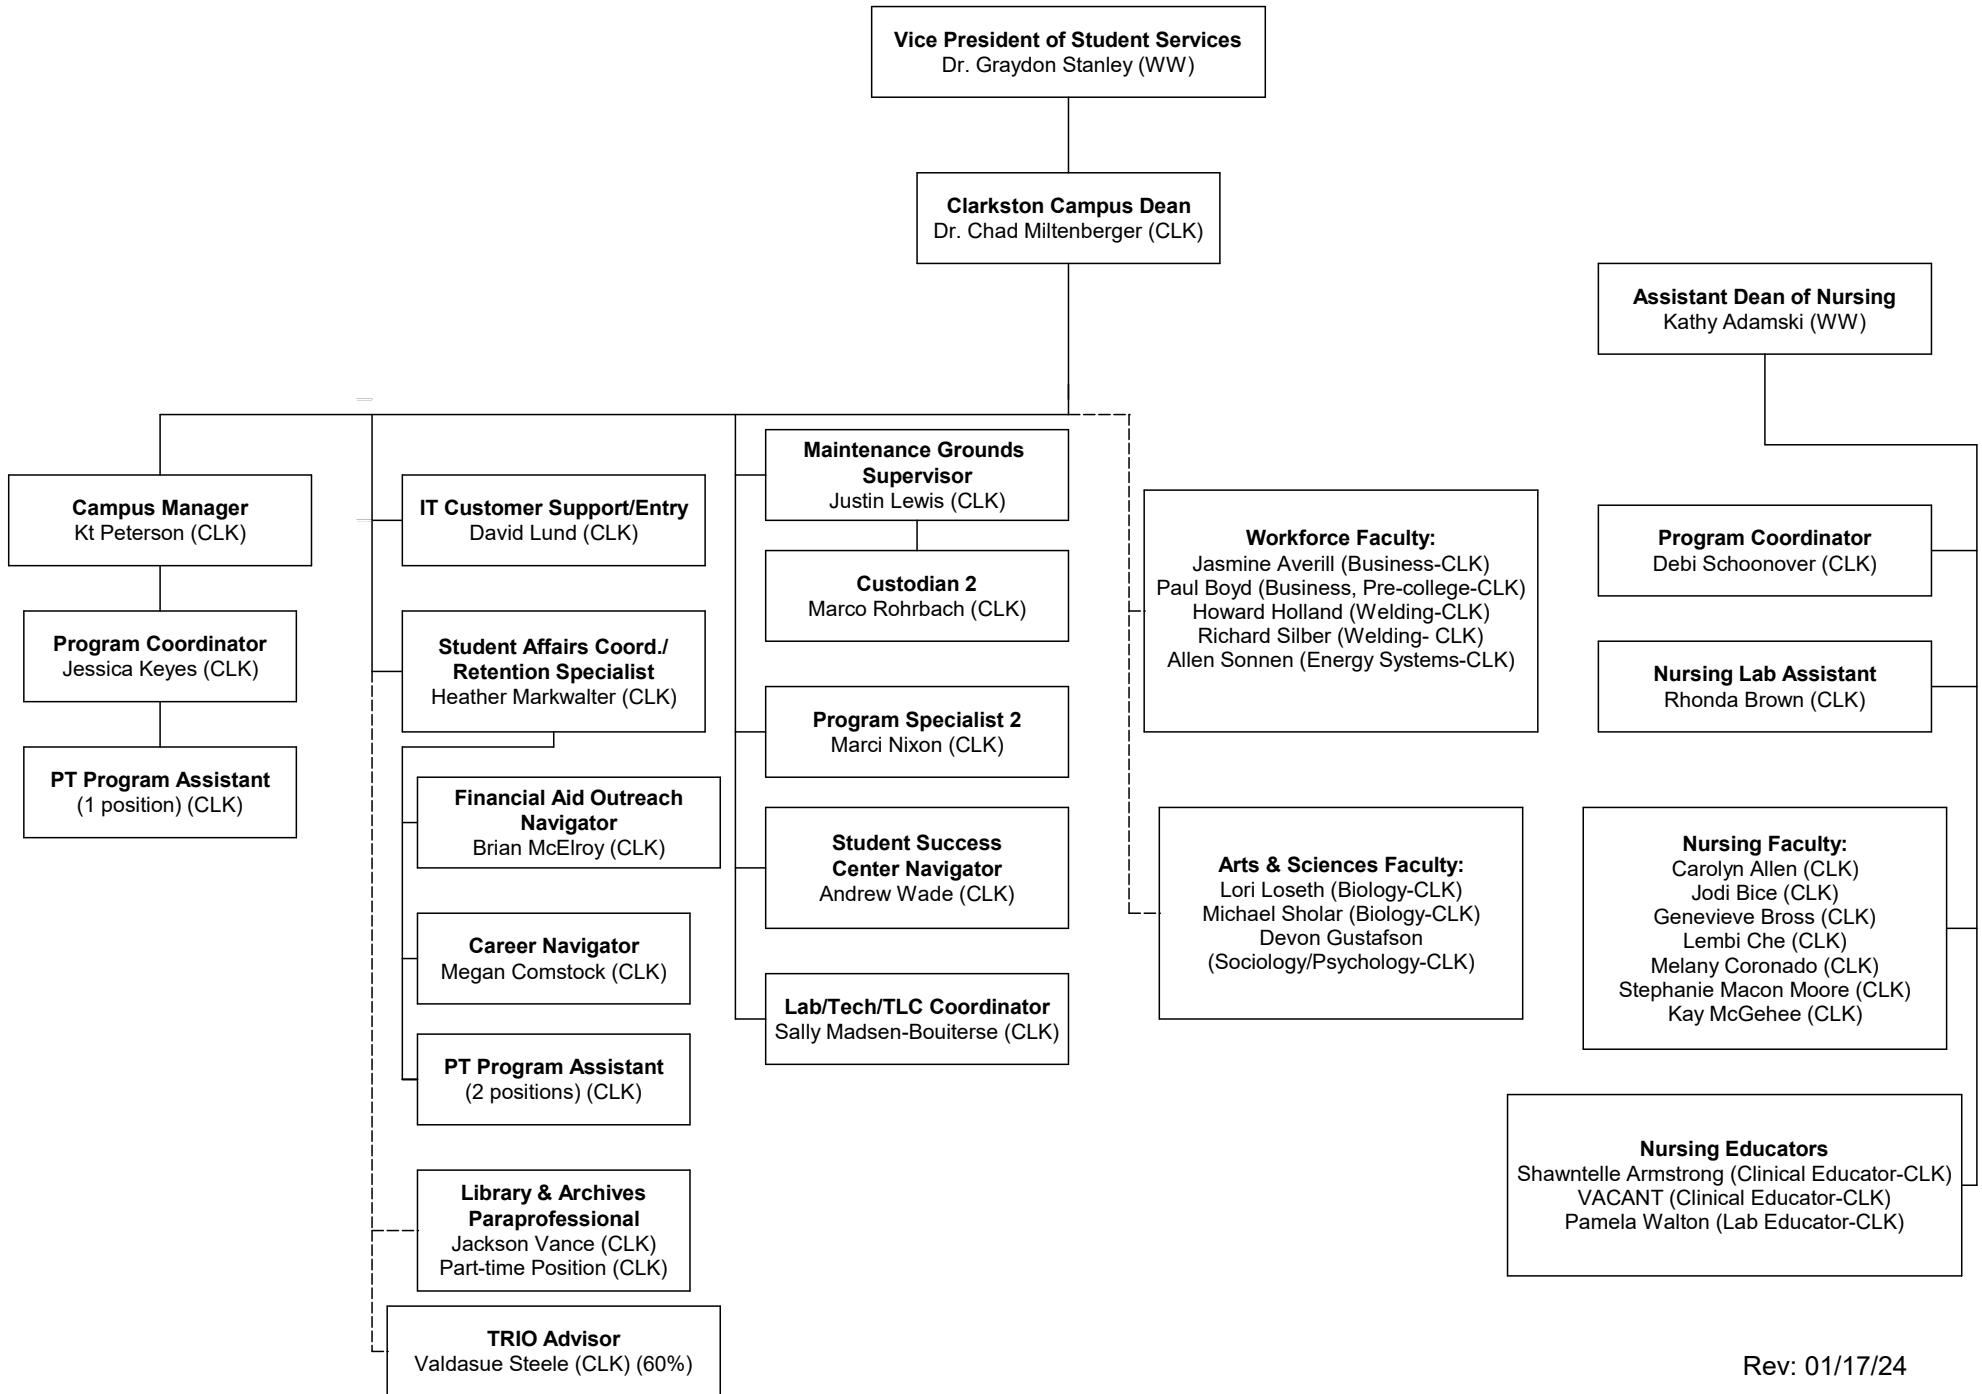 Vice President of Student Services
Dr. Graydon Stanley (WW)
Clarkston Campus Dean
Dr. Chad Miltenberger (CLK)
Assistant Dean of Nursing
Kathy Adamski (WW)
Campus Manager
Kt Peterson (CLK)
Program Coordinator
Jessica Keyes (CLK)
PT Program Assistant
(1 position) (CLK)
IT Customer Support/Entry
David Lund (CLK)
Student Affairs Coord./
Retention Specialist
Heather Markwalter (CLK)
Financial Aid Outreach
Navigator
Brian McElroy (CLK)
Career Navigator
Megan Comstock (CLK)
PT Program Assistant
(2 positions) (CLK)
Library & Archives
Paraprofessional
Jackson Vance (CLK)
Part-time Position (CLK)
TRIO Advisor
Valdasue Steele (CLK) (60%)
Maintenance Grounds
Supervisor
Justin Lewis (CLK)
Custodian 2
Marco Rohrbach (CLK)
Program Specialist 2
Marci Nixon (CLK)
Student Success
Center Navigator
Andrew Wade (CLK)
Lab/Tech/TLC Coordinator
Sally Madsen-Bouiterse (CLK)
Workforce Faculty:
Jasmine Averill (Business-CLK)
Paul Boyd (Business, Pre-college-CLK)
Howard Holland (Welding-CLK)
Richard Silber (Welding- CLK)
Allen Sonnen (Energy Systems-CLK)
Arts & Sciences Faculty:
Lori Loseth (Biology-CLK)
Michael Sholar (Biology-CLK)
Devon Gustafson
(Sociology/Psychology-CLK)
Program Coordinator
Debi Schoonover (CLK)
Nursing Lab Assistant
Rhonda Brown (CLK)
Nursing Faculty:
Carolyn Allen (CLK)
Jodi Bice (CLK)
Genevieve Bross (CLK)
Lembi Che (CLK)
Melany Coronado (CLK)
Stephanie Macon Moore (CLK)
Kay McGehee (CLK)
Nursing Educators
Shawntelle Armstrong (Clinical Educator-CLK)
VACANT (Clinical Educator-CLK)
Pamela Walton (Lab Educator-CLK)
Rev: 01/17/24